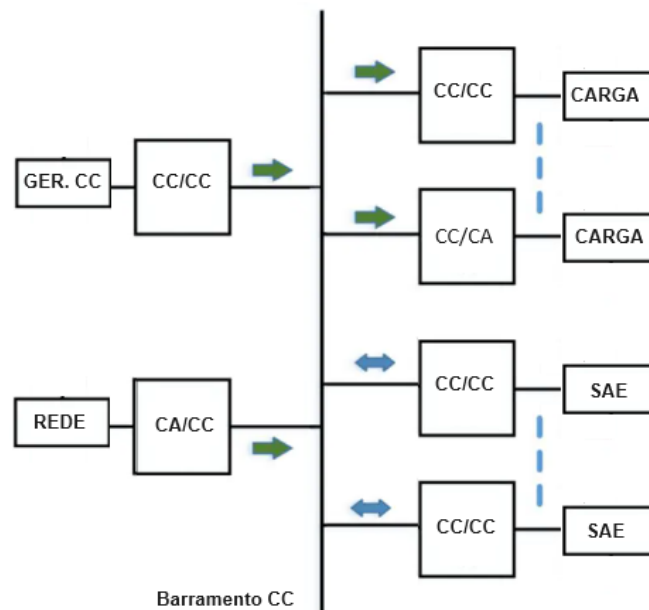 CC/CC
CARGA
GER. CC
CC/CC
CC/CA
CARGA
CC/CC
SAE
REDE
CA/CC
CC/CC
SAE
Barramento CC